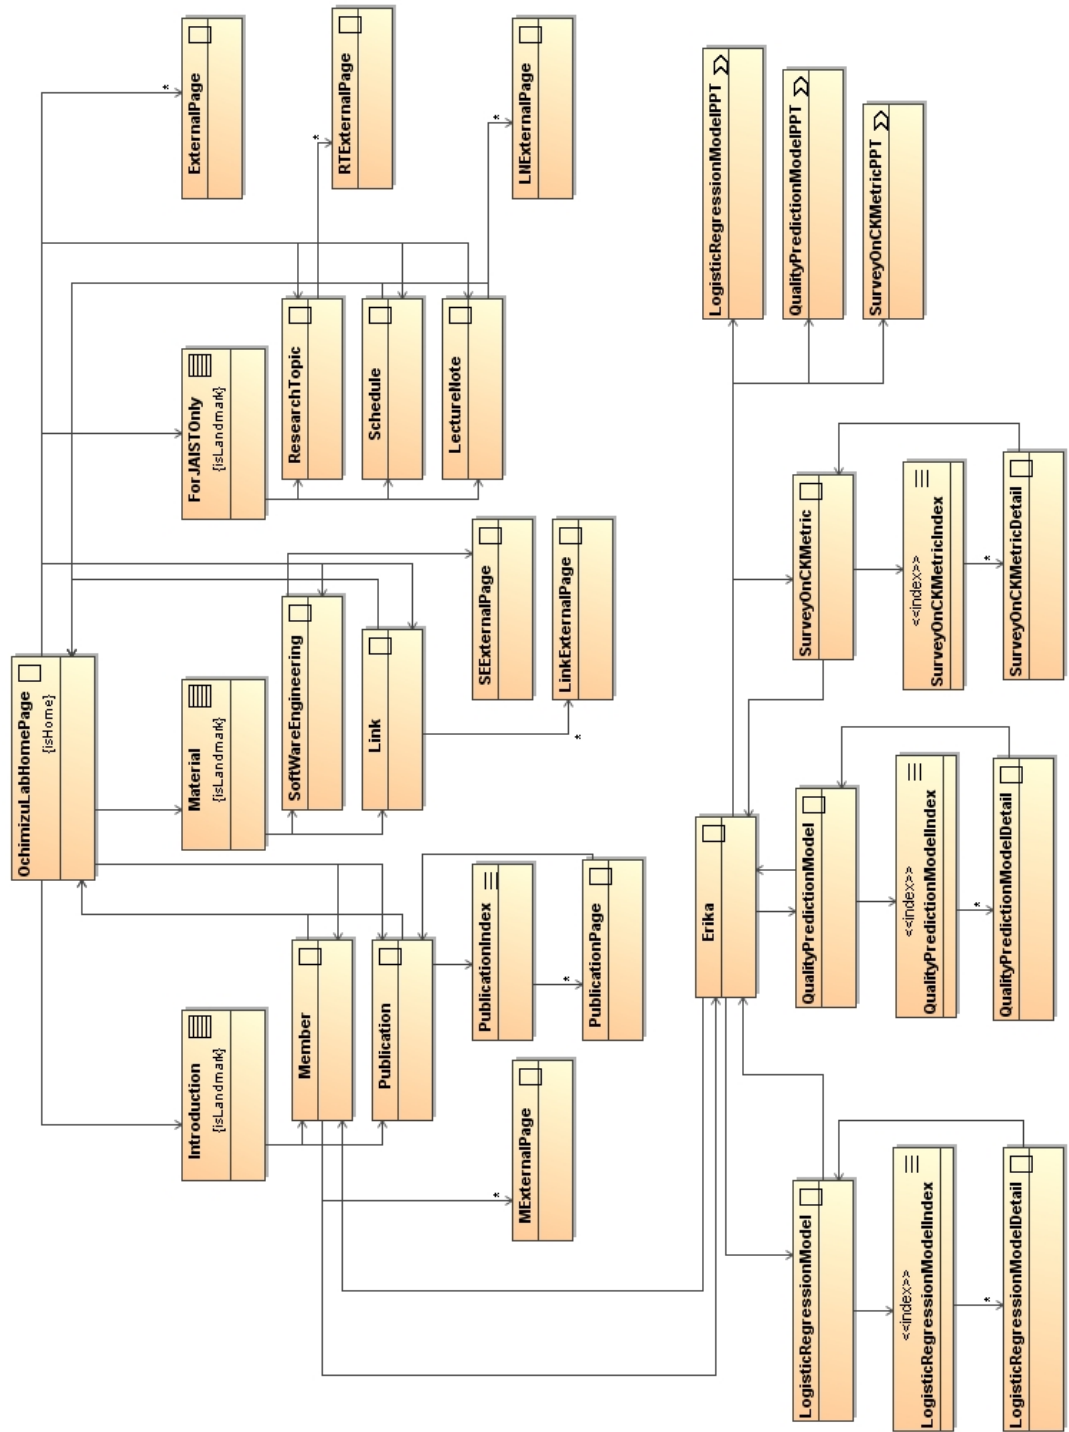 OchimizuLabHomePage
{isHome}
Introduction
{isLandmark}
Material
{isLandmark}
ForJAISTOnly
{isLandmark}
ExternalPage
*
Member
SoftWareEngineering
ResearchTopic
RTExternalPage
*
Publication
Link
Schedule
LectureNote
PublicationIndex
SEExternalPage
MExternalPage
*
LNExternalPage
*
PublicationPage
*
LinkExternalPage
*
Erika
LogisticRegressionModelPPT
QualityPredictionModelPPT
SurveyOnCKMetricPPT
LogisticRegressionModel
QualityPredictionModel
SurveyOnCKMetric
<<index>>
LogisticRegressionModelIndex
<<index>>
QualityPredictionModelIndex
<<index>>
SurveyOnCKMetricIndex
*
LogisticRegressionModelDetail
*
QualityPredictionModelDetail
*
SurveyOnCKMetricDetail